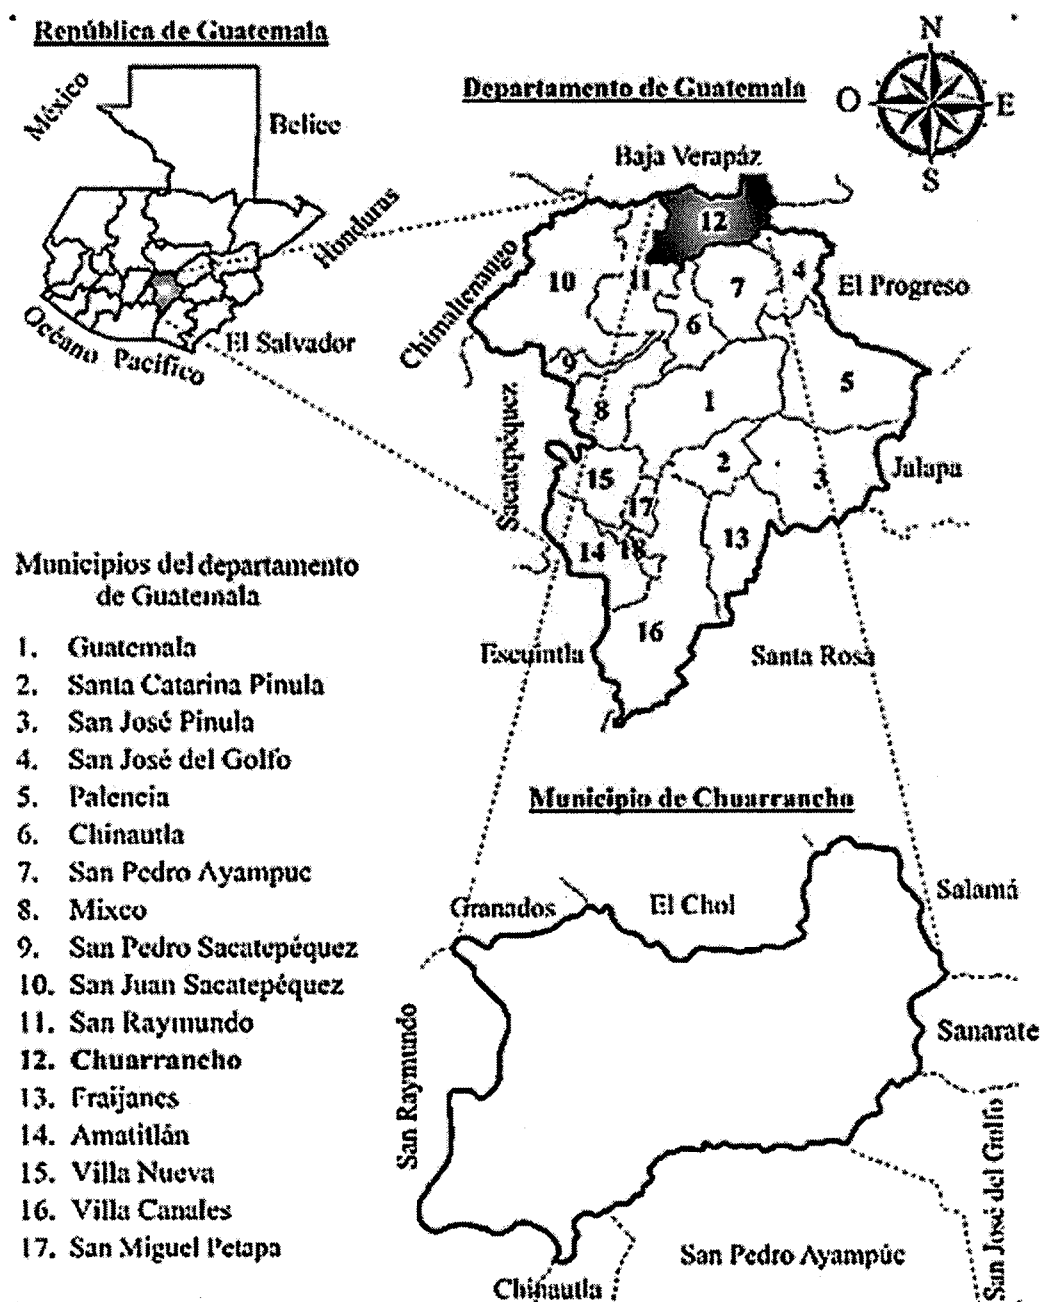 República de Guatemala
México
Belice
Honduras
El Salvador
Océano Pacífico
Departamento de Guatemala
N
O
E
S
Baja Verapáz
Chimaltenango
El Progreso
Sacatepéquez
Jalapa
Escuintla
Santa Rosa
12
10
11
7
4
6
9
5
8
1
2
15
3
17
14
18
13
16
Municipios del departamento
de Guatemala
1. Guatemala
2. Santa Catarina Pinula
3. San José Pinula
4. San José del Golfo
5. Palencia
6. Chinautla
7. San Pedro Ayampuc
8. Mixco
9. San Pedro Sacatepéquez
10. San Juan Sacatepéquez
11. San Raymundo
12. Chuarrancho
13. Fraijanes
14. Amatitlán
15. Villa Nueva
16. Villa Canales
17. San Miguel Petapa
Municipio de Chuarrancho
Granados
El Chol
Salamá
San Raymundo
Sanarate
San José del Golfo
San Pedro Ayampúc
Chinautla